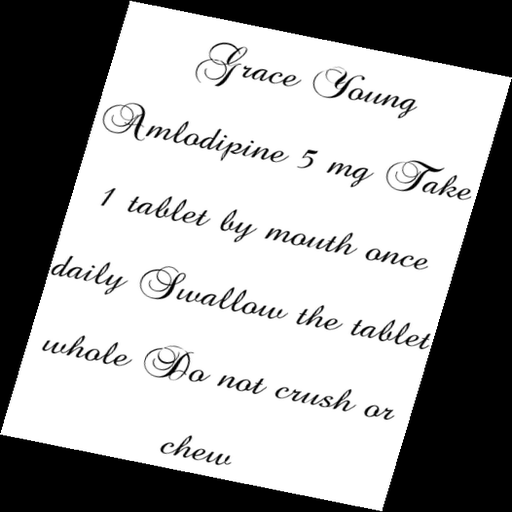 Grace Young
Amlodipine 5 mg Take
1 tablet by mouth once
daily Swallow the tablet
whole Do not crush or
chew